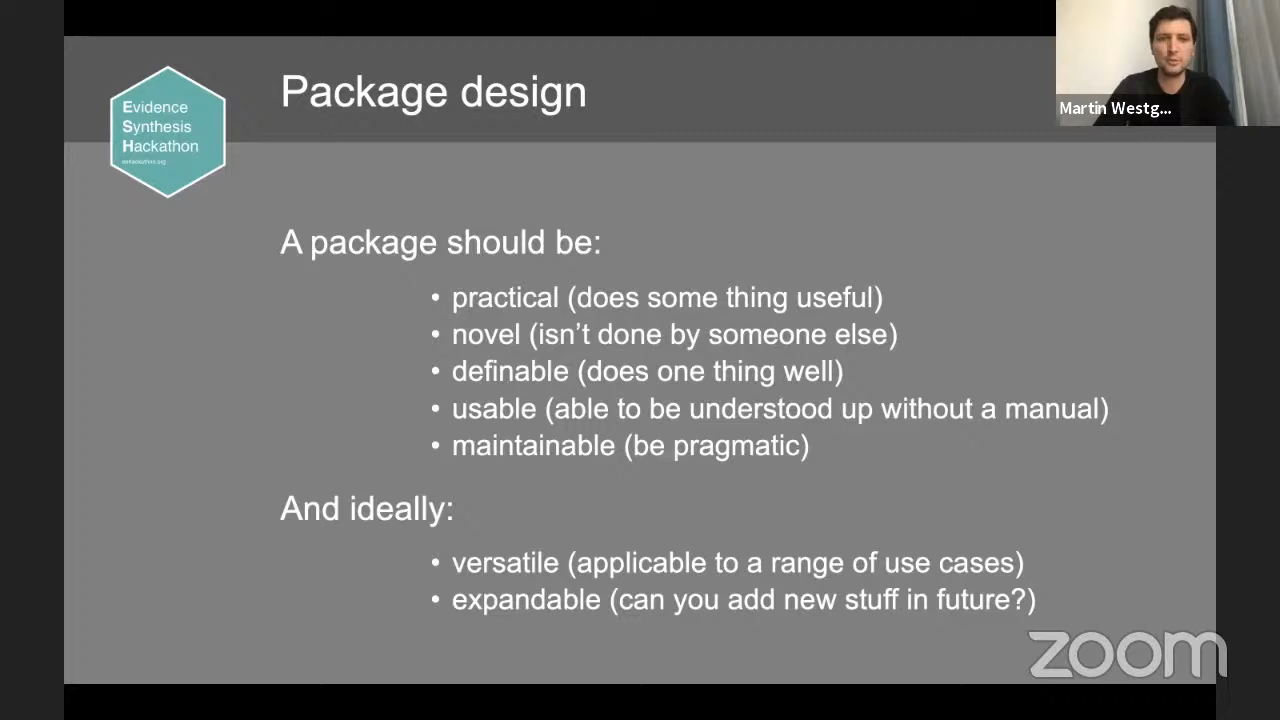 Package design
Evidence
Synthesis
Hackathon
Martin Westg...
A package should be:
• practical (does some thing useful)
• novel (isn't done by someone else)
• definable (does one thing well)
• usable (able to be understood up without a manual)
• maintainable (be pragmatic)
And ideally:
• versatile (applicable to a range of use cases)
• expandable (can you add new stuff in future?)
zoom